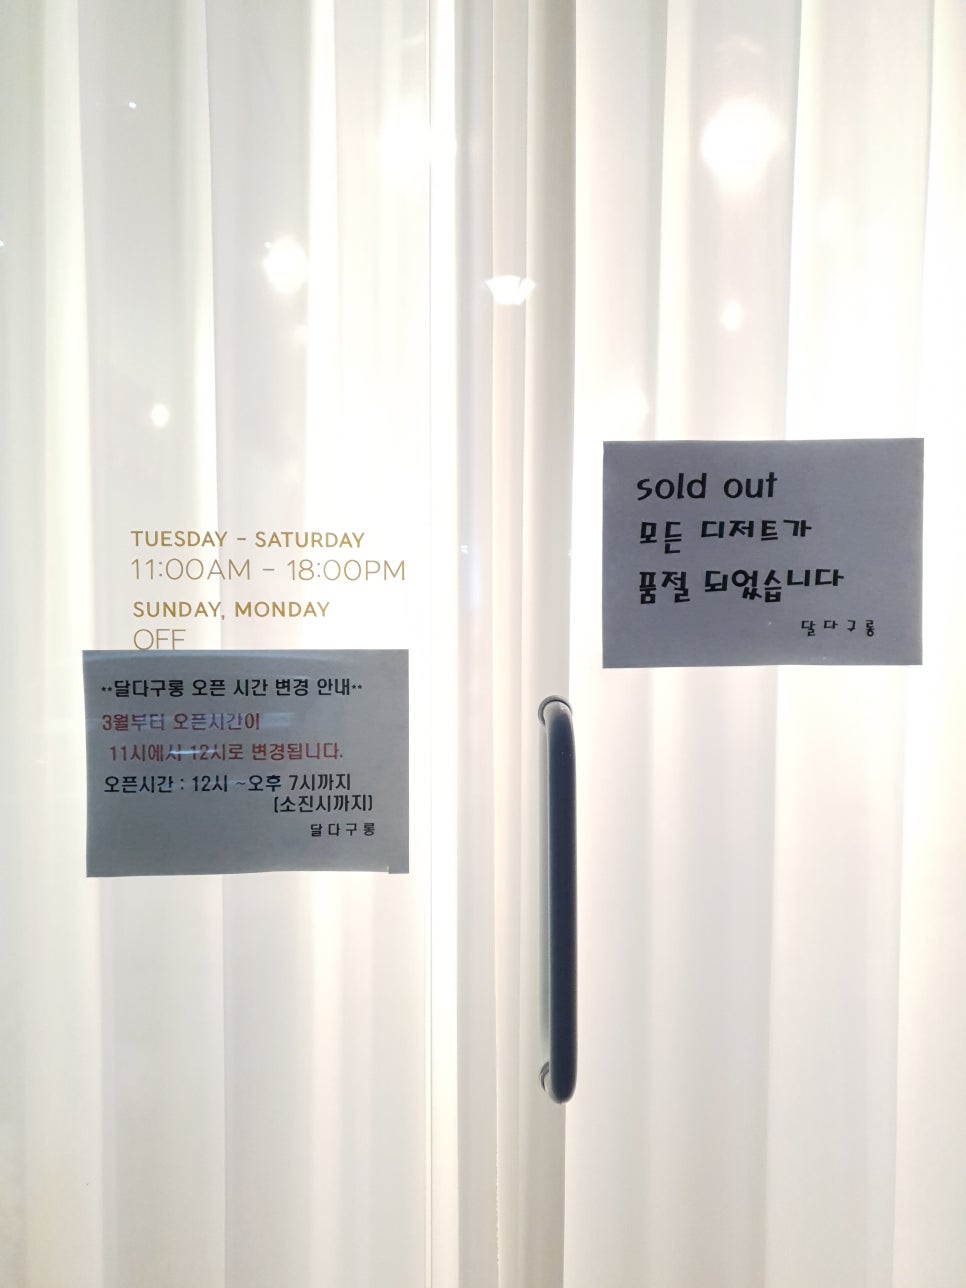 TUESDAY - SATURDAY
11:00AM - 18:00PM
SUNDAY, MONDAY
OFF
**달다구롱 오픈 시간 변경 안내**
3월부터 오픈시간이
11시에서 12시로 변경됩니다.
오픈시간 : 12시 ~오후 7시까지
(소진시까지)
달다구롱
sold out
모든 디저트가
품절 되었습니다
달다구롱